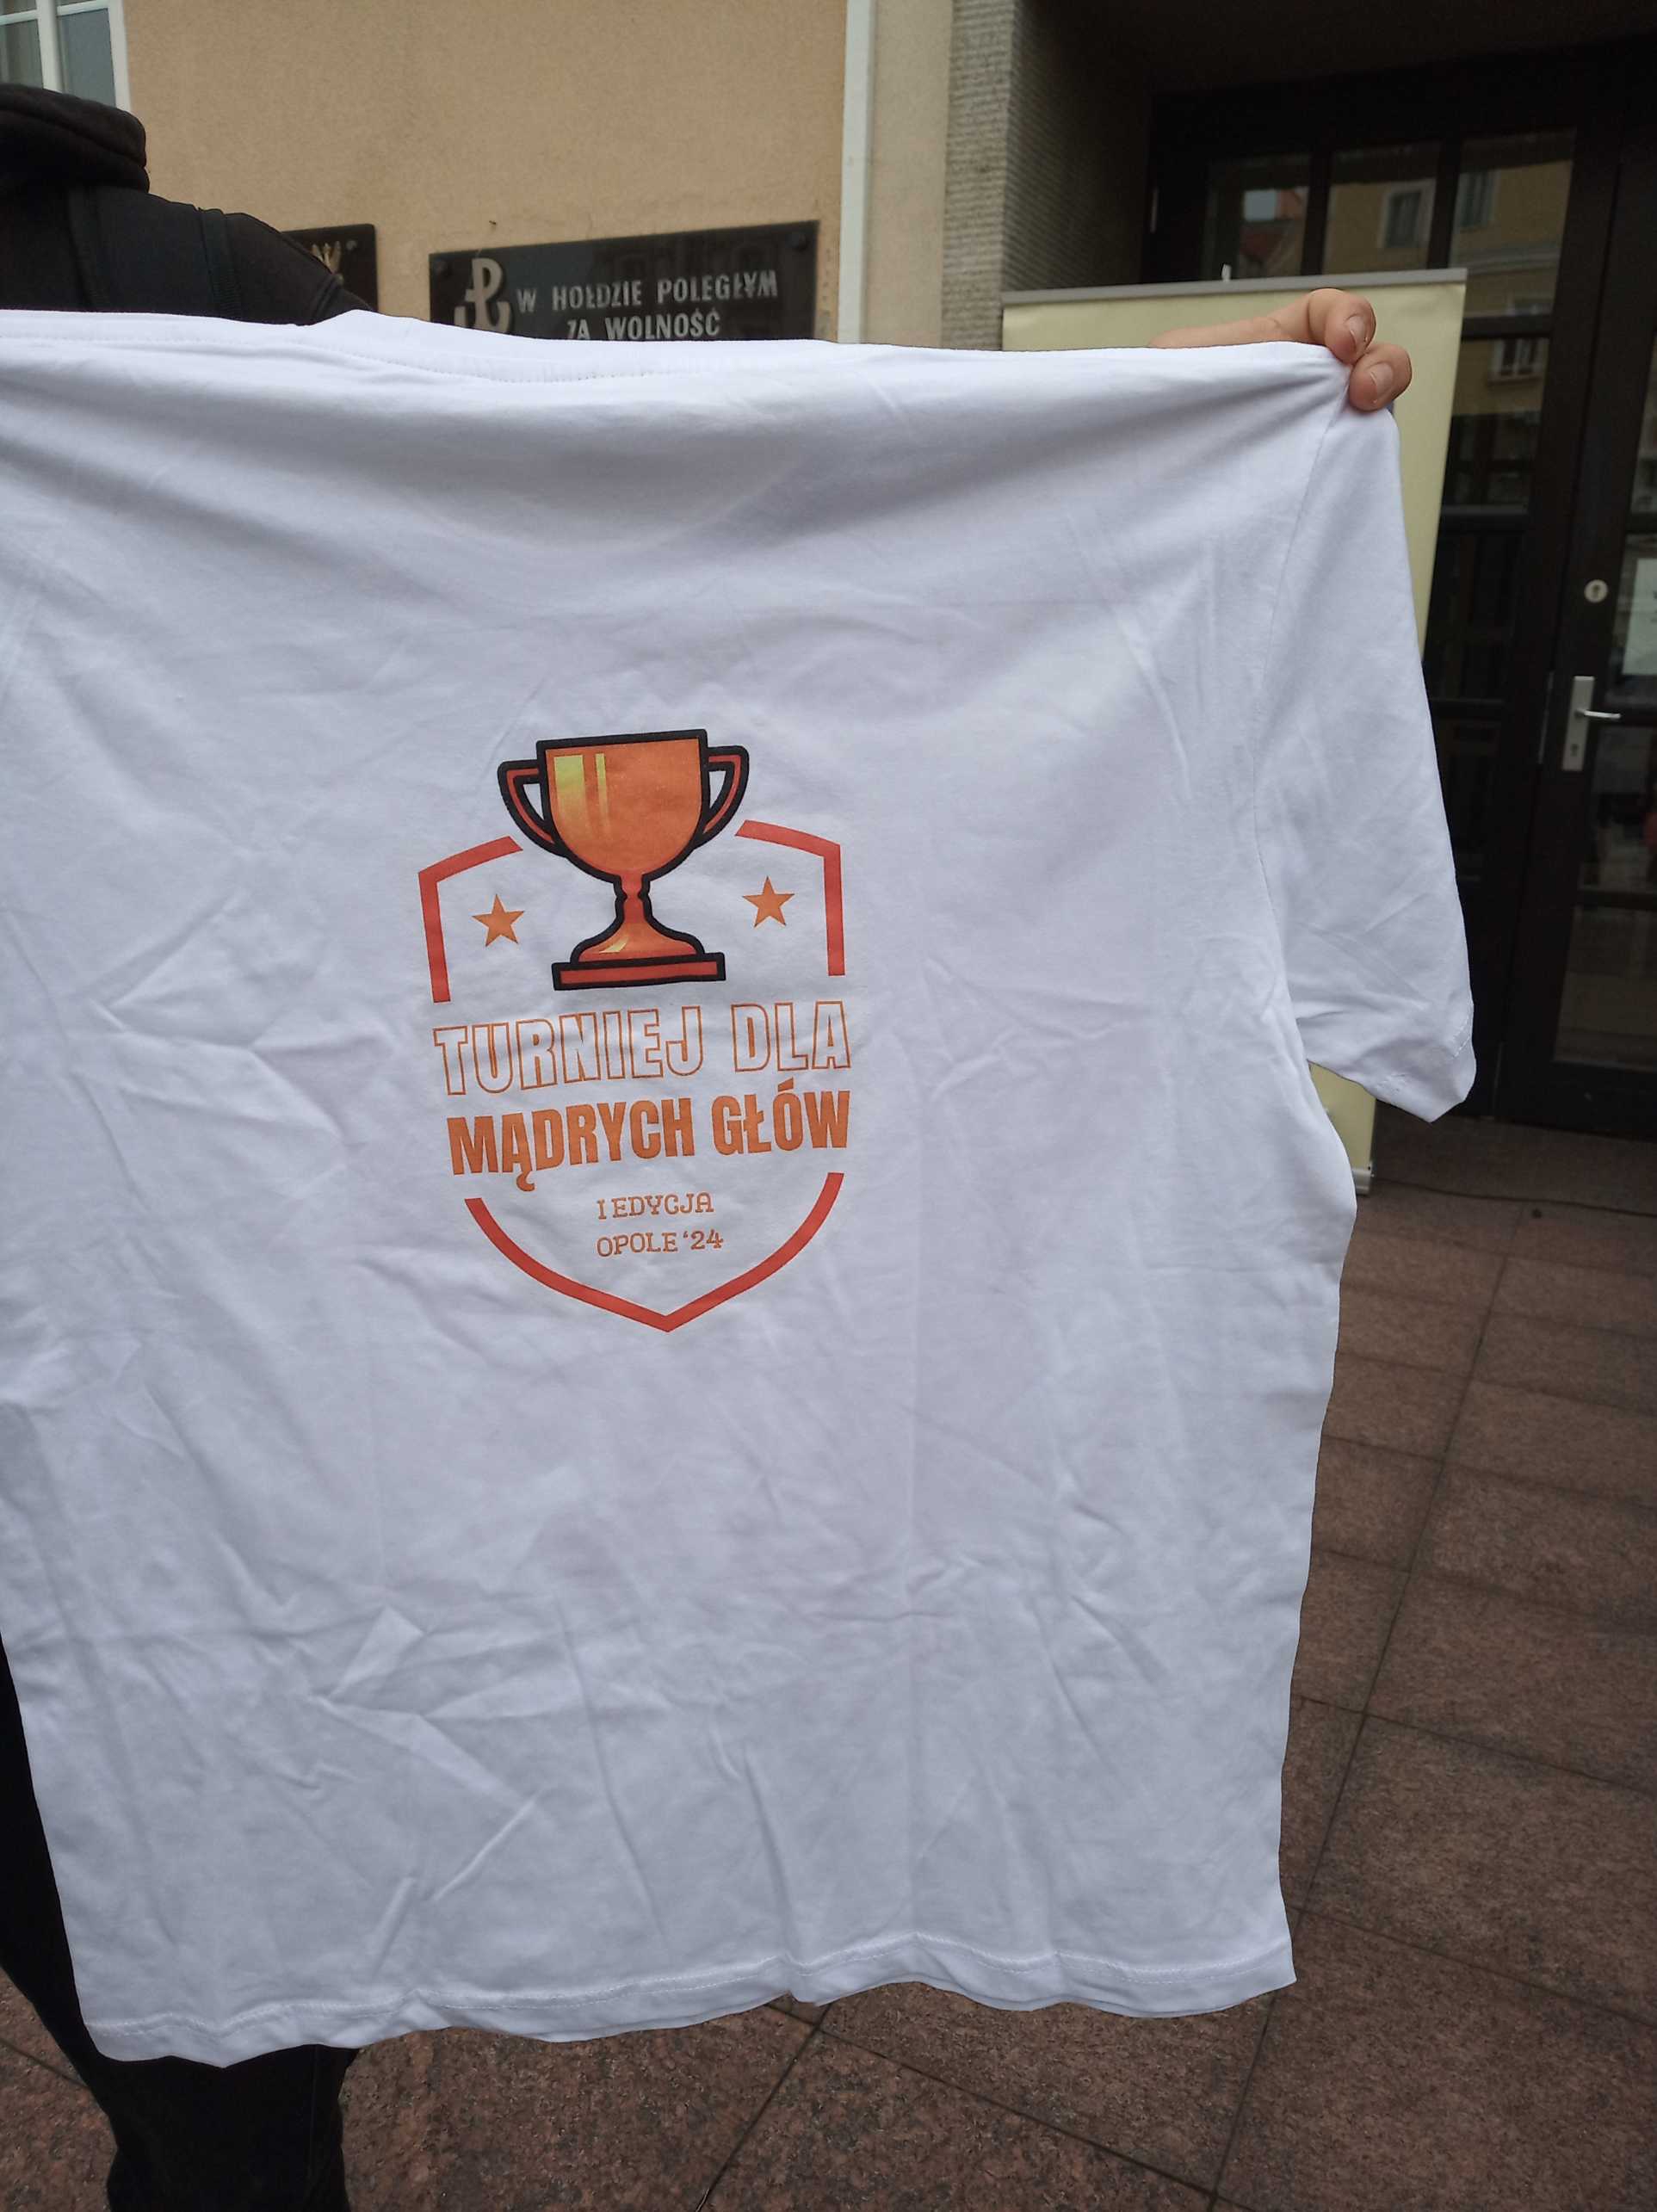 W HOŁDZIE POLEGŁYM
ZA WOLNOŚĆ
TURNIEJ DLA
MĄDRYCH GŁÓW
I EDYCJA
OPOLE '24